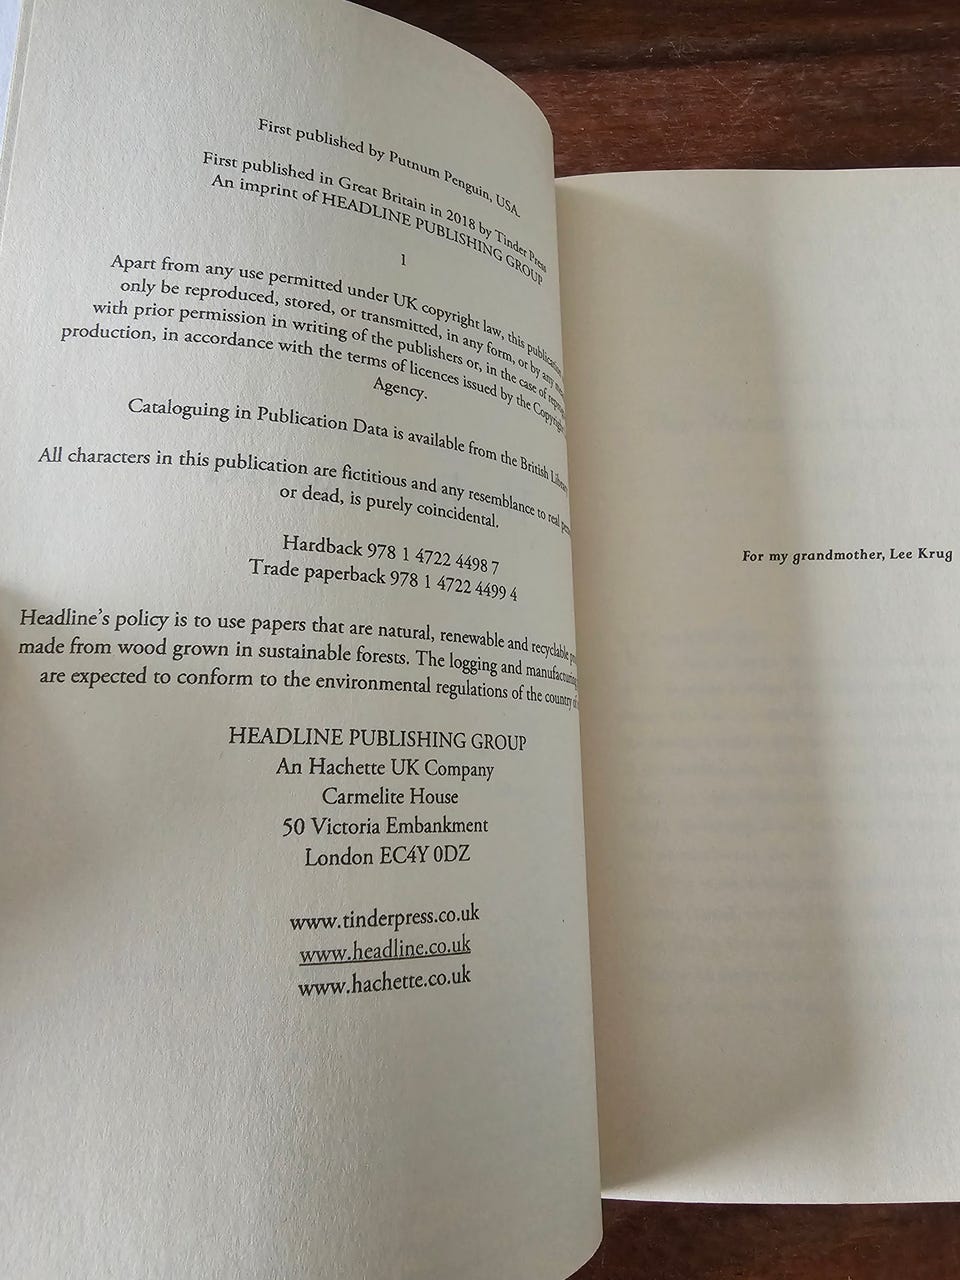 First published by Putnum Penguin, USA.
First published in Great Britain in 2018 by Tinder Press
An imprint of HEADLINE PUBLISHING GROUP
1
Apart from any use permitted under UK copyright law, this publication
only be reproduced, stored, or transmitted, in any form, or by any
with prior permission in writing of the publishers or, in the case of
production, in accordance with the terms of licences issued by the Copyright
Agency.
Cataloguing in Publication Data is available from the British Library
All characters in this publication are fictitious and any resemblance to real
or dead, is purely coincidental.
Hardback 978 1 4722 4498 7
Trade paperback 978 1 4722 4499 4
Headline's policy is to use papers that are natural, renewable and recyclable
made from wood grown in sustainable forests. The logging and manufacturing
are expected to conform to the environmental regulations of the country
HEADLINE PUBLISHING GROUP
An Hachette UK Company
Carmelite House
50 Victoria Embankment
London EC4Y 0DZ
www.tinderpress.co.uk
www.headline.co.uk
www.hachette.co.uk
For my grandmother, Lee Krug